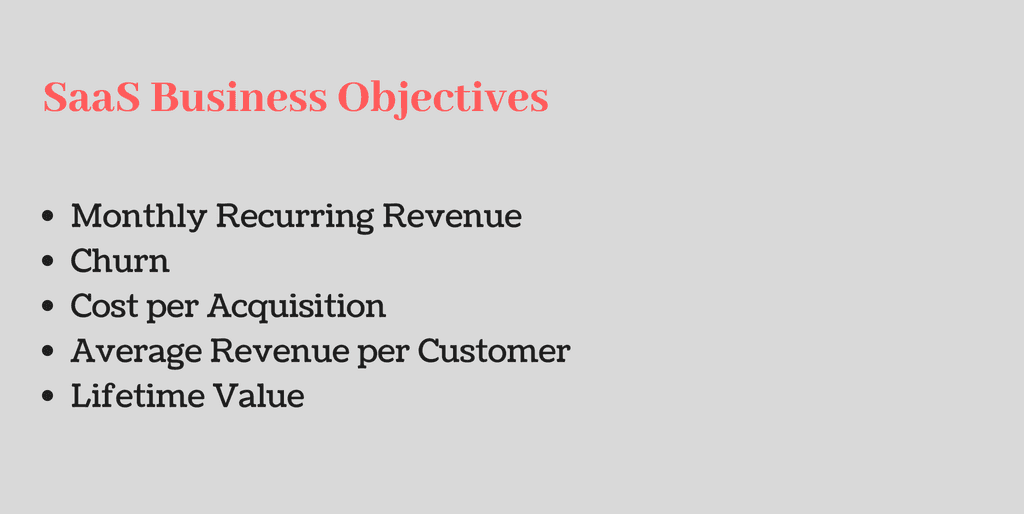 SaaS Business Objectives
• Monthly Recurring Revenue
• Churn
• Cost per Acquisition
• Average Revenue per Customer
• Lifetime Value